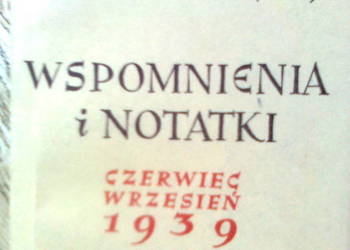 WSPOMNIENIA
i NOTATKI
CZERWIEC
WRZESIEŃ
1939